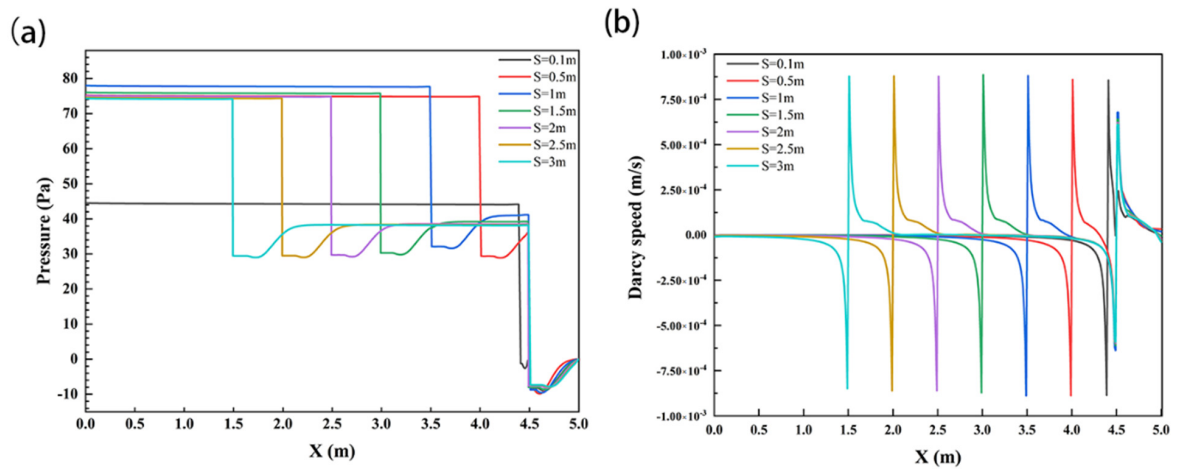 (a)
Pressure (Pa)
80
70
60
50
40
30
20
10
0
-10
0.0 0.5 1.0 1.5 2.0 2.5 3.0 3.5 4.0 4.5 5.0
X (m)
S=0.1m
S=0.5m
S=1m
S=1.5m
S=2m
S=2.5m
S=3m
(b)
Darcy speed (m/s)
1.00×10⁻³
7.50×10⁻⁴
5.00×10⁻⁴
2.50×10⁻⁴
0.00
-2.50×10⁻⁴
-5.00×10⁻⁴
-7.50×10⁻⁴
-1.00×10⁻³
0.0 0.5 1.0 1.5 2.0 2.5 3.0 3.5 4.0 4.5 5.0
X (m)
S=0.1m
S=0.5m
S=1m
S=1.5m
S=2m
S=2.5m
S=3m